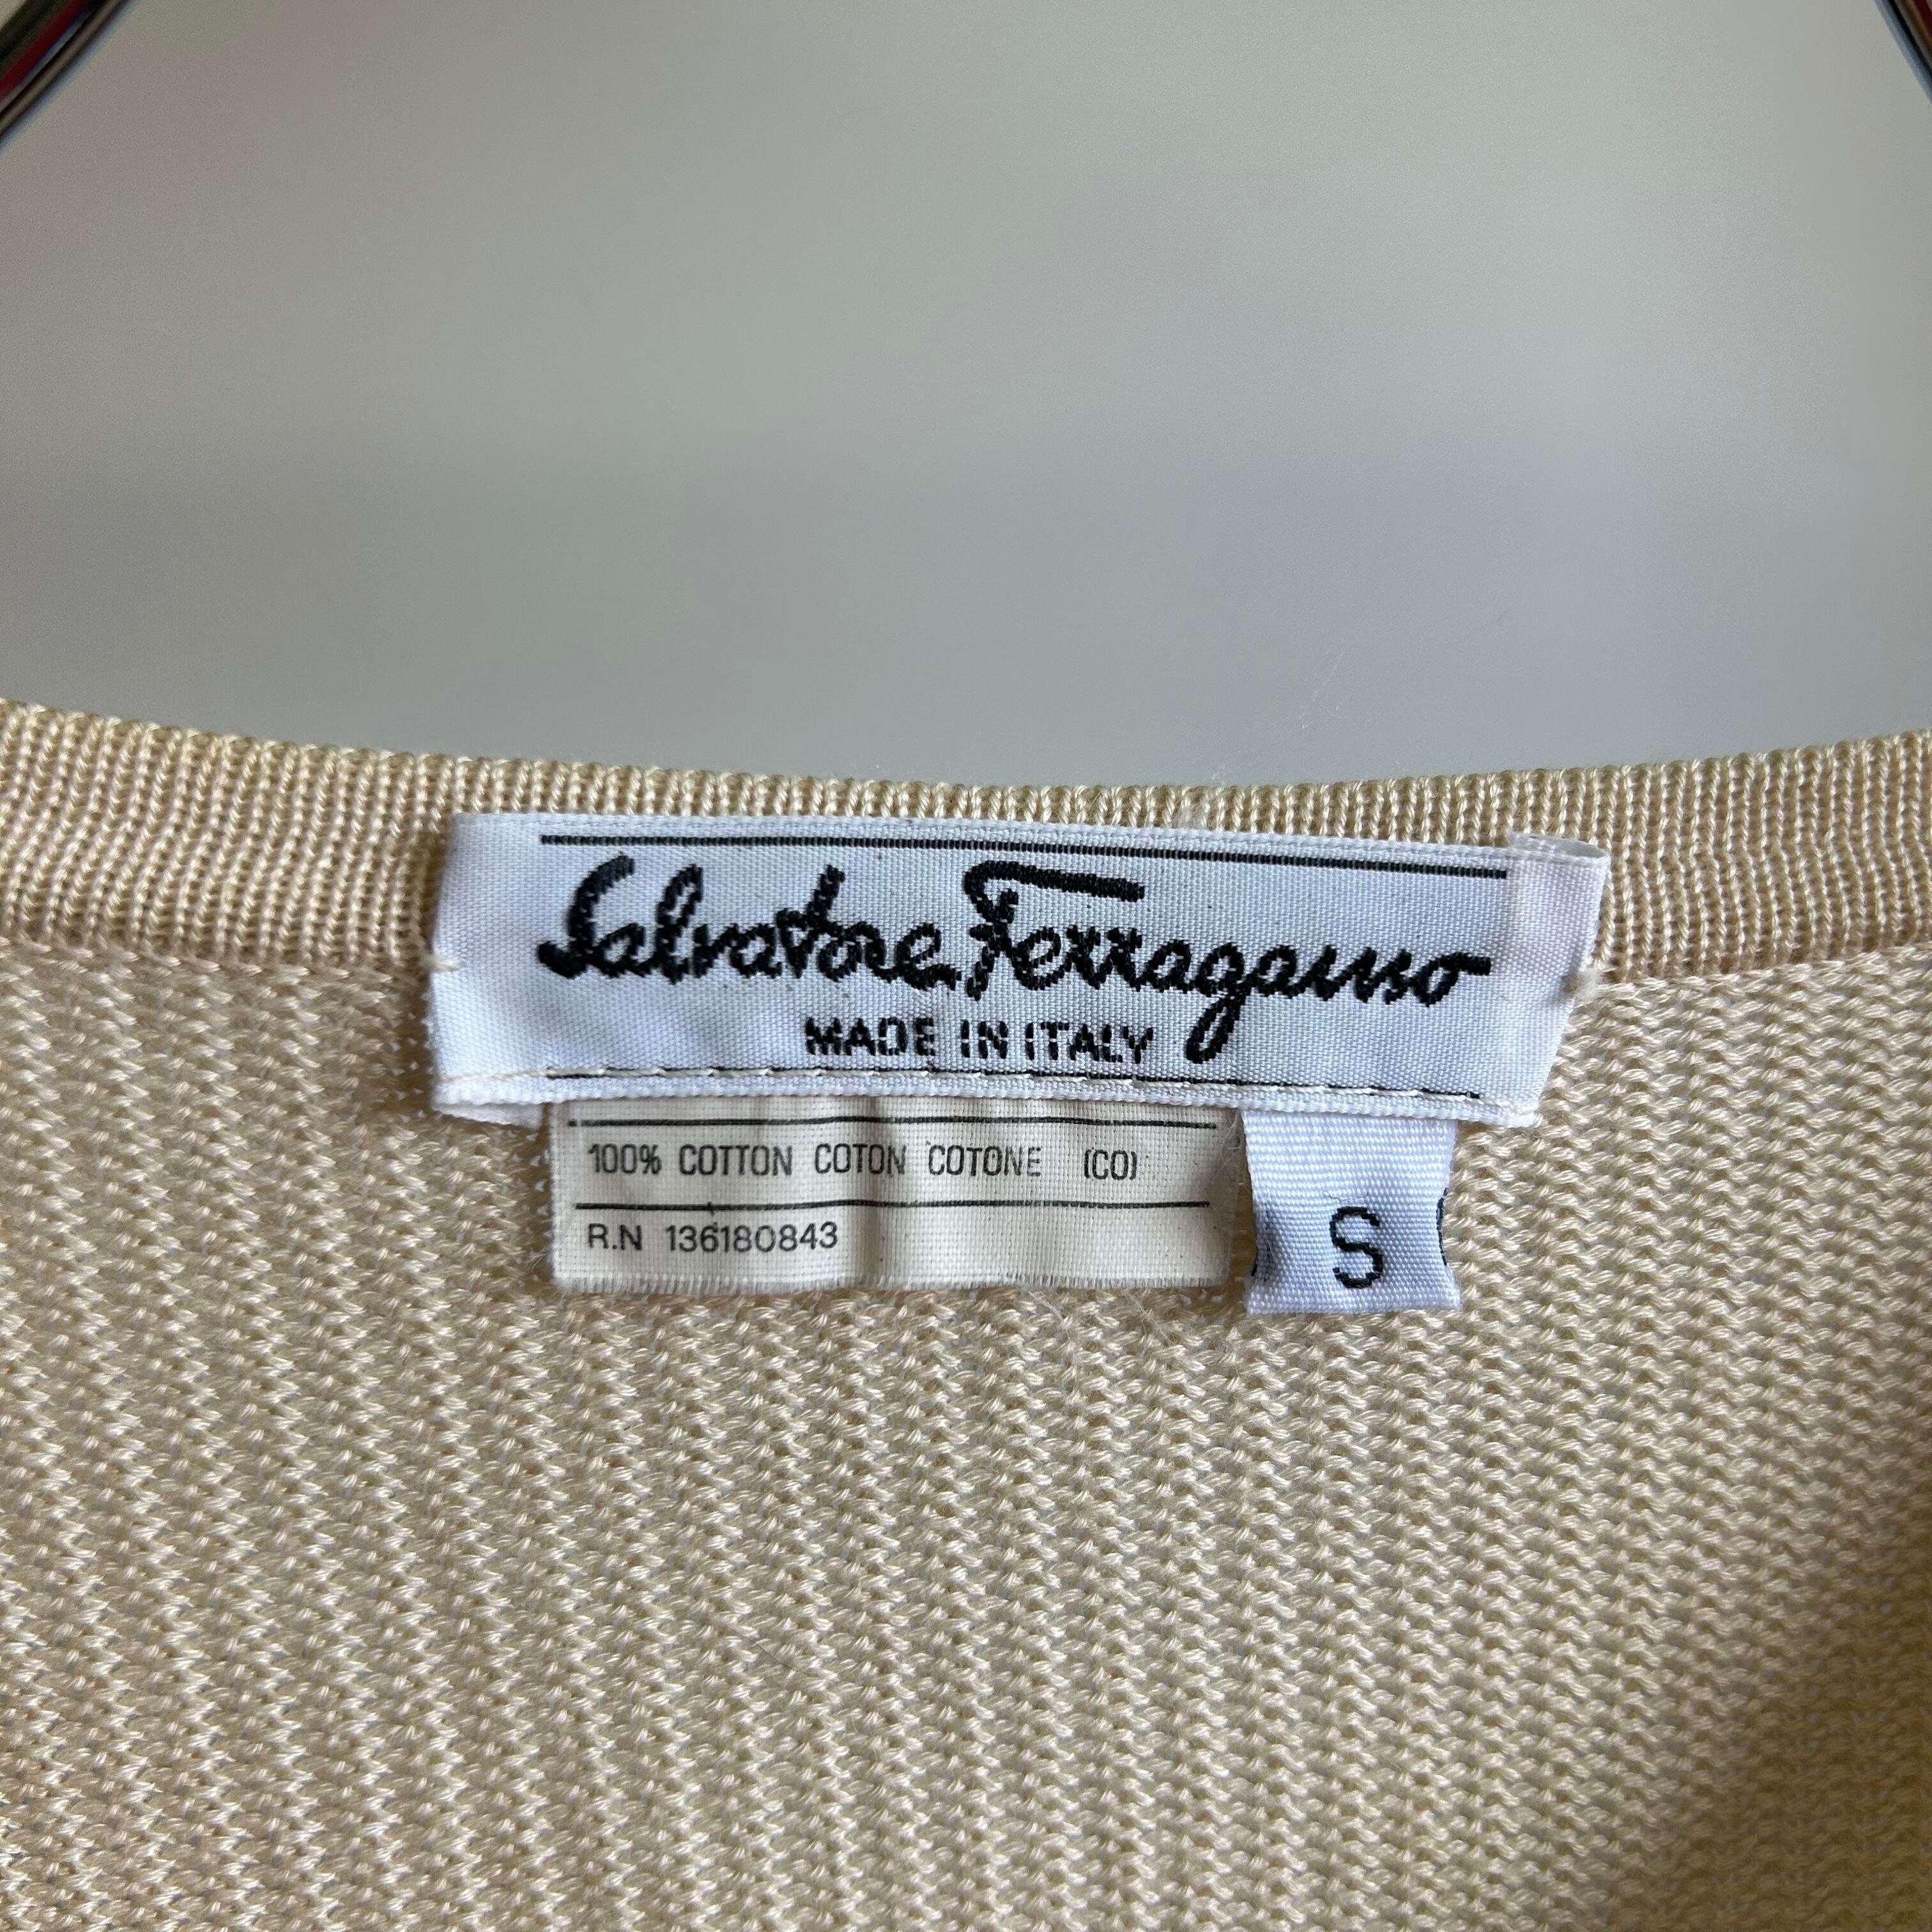 Salvatore Ferragamo
MADE IN ITALY
100% COTTON COTON COTONE (CO)
R.N 136180843
S